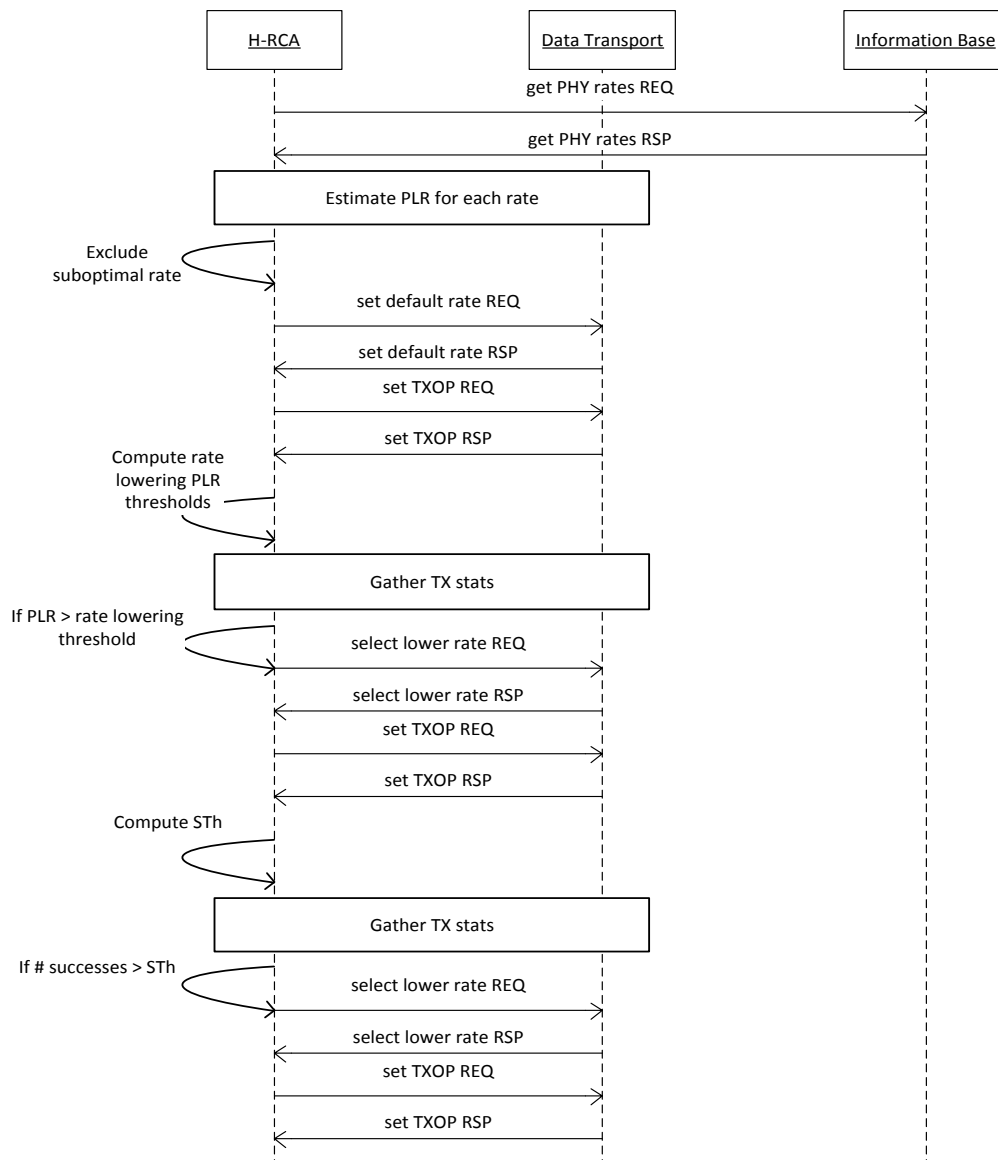 H-RCA
Data Transport
Information Base
get PHY rates REQ
get PHY rates RSP
Estimate PLR for each rate
Exclude
suboptimal rate
set default rate REQ
set default rate RSP
set TXOP REQ
set TXOP RSP
Compute rate
lowering PLR
thresholds
Gather TX stats
If PLR > rate lowering
threshold
select lower rate REQ
select lower rate RSP
set TXOP REQ
set TXOP RSP
Compute STh
Gather TX stats
If # successes > STh
select lower rate REQ
select lower rate RSP
set TXOP REQ
set TXOP RSP